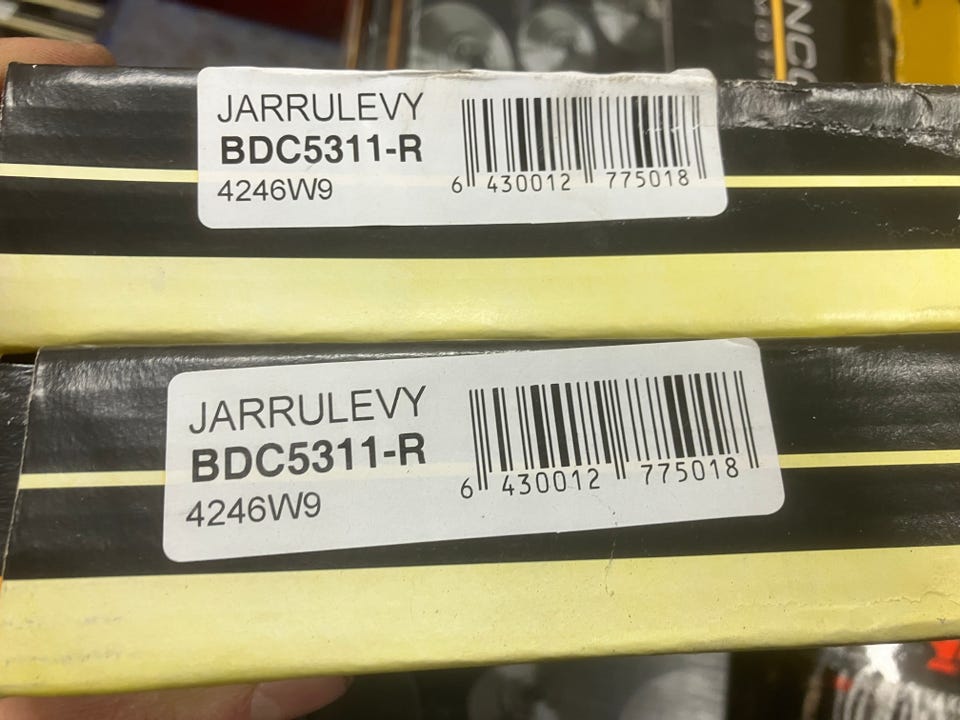 JARRULEVY
BDC5311-R
4246W9
6 430012 775018
JARRULEVY
BDC5311-R
4246W9
6 430012 775018